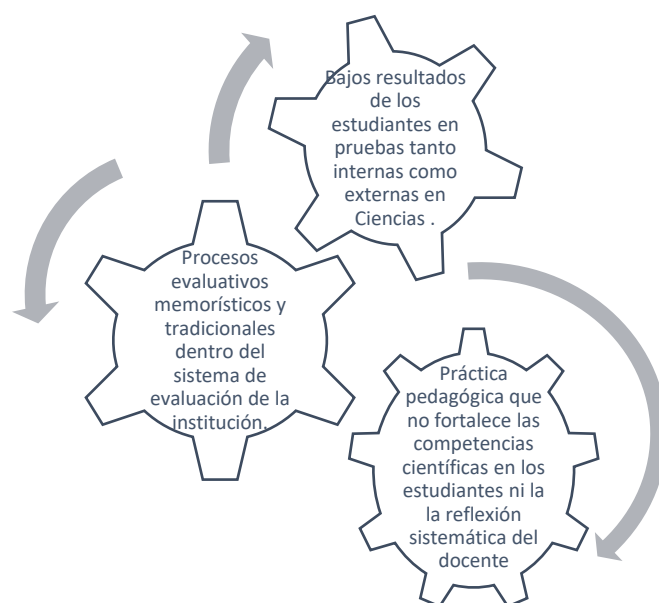 Bajos resultados
de los
estudiantes en
pruebas tanto
internas como
externas en
Ciencias .
Procesos
evaluativos
memorísticos y
tradicionales
dentro del
sistema de
evaluación de la
institución.
Práctica
pedagógica que
no fortalece las
competencias
científicas en los
estudiantes ni la
la reflexión
sistemática del
docente